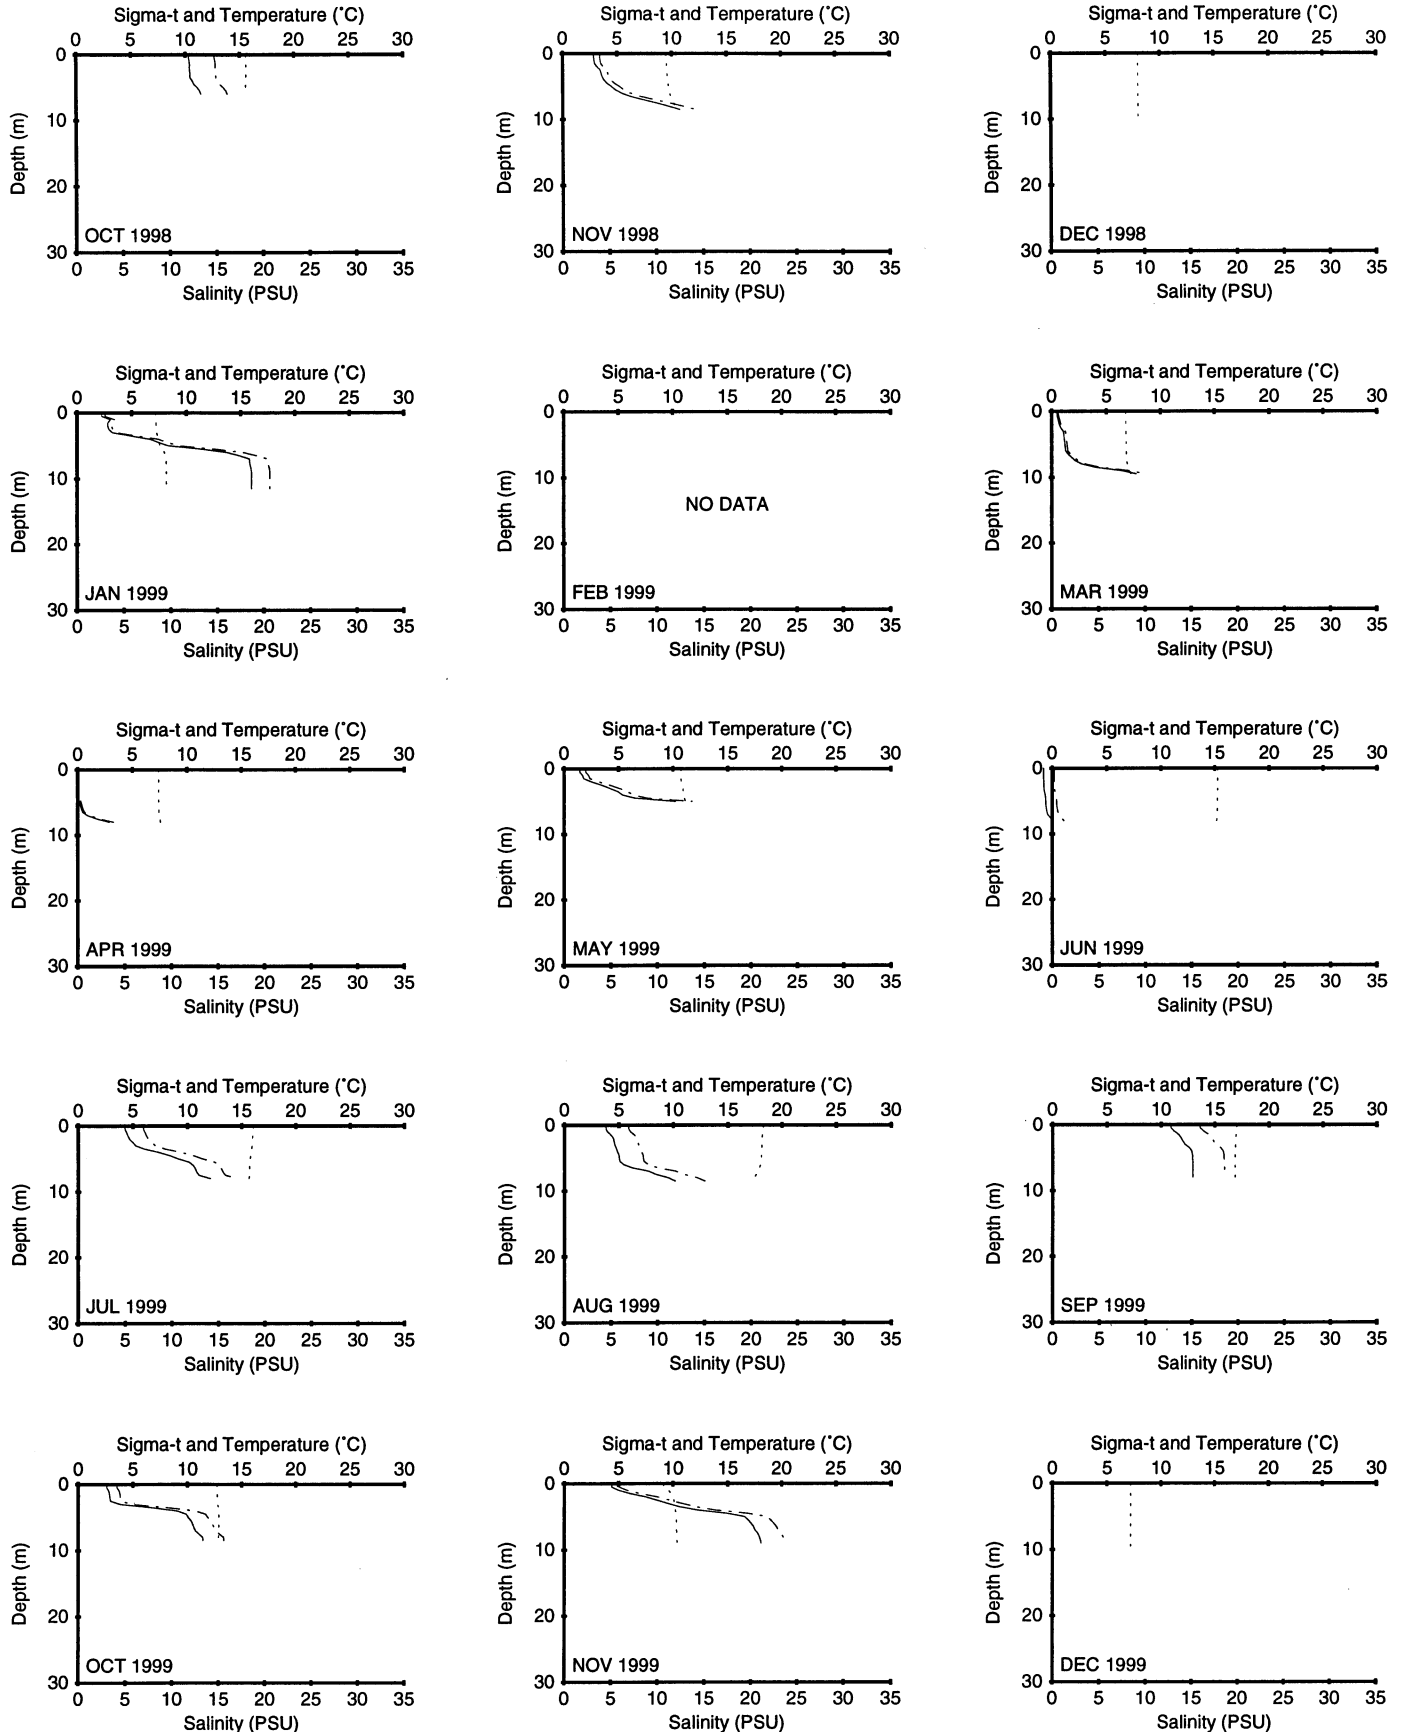 Sigma-t and Temperature (˚C) Sigma-t and Temperature (˚C) Sigma-t and Temperature (˚C)
0 5 10 15 20 25 30 0 5 10 15 20 25 30 0 5 10 15 20 25 30
0 0 0
10 10 10
Depth (m) Depth (m) Depth (m)
20 20 20
OCT 1998 NOV 1998 DEC 1998
30 30 30
0 5 10 15 20 25 30 35 0 5 10 15 20 25 30 35 0 5 10 15 20 25 30 35
Salinity (PSU) Salinity (PSU) Salinity (PSU)
Sigma-t and Temperature (˚C) Sigma-t and Temperature (˚C) Sigma-t and Temperature (˚C)
0 5 10 15 20 25 30 0 5 10 15 20 25 30 0 5 10 15 20 25 30
0 0 0
10 10 10
Depth (m) Depth (m) NO DATA Depth (m)
20 20 20
JAN 1999 FEB 1999 MAR 1999
30 30 30
0 5 10 15 20 25 30 35 0 5 10 15 20 25 30 35 0 5 10 15 20 25 30 35
Salinity (PSU) Salinity (PSU) Salinity (PSU)
Sigma-t and Temperature (˚C) Sigma-t and Temperature (˚C) Sigma-t and Temperature (˚C)
0 5 10 15 20 25 30 0 5 10 15 20 25 30 0 5 10 15 20 25 30
0 0 0
10 10 10
Depth (m) Depth (m) Depth (m)
20 20 20
APR 1999 MAY 1999 JUN 1999
30 30 30
0 5 10 15 20 25 30 35 0 5 10 15 20 25 30 35 0 5 10 15 20 25 30 35
Salinity (PSU) Salinity (PSU) Salinity (PSU)
Sigma-t and Temperature (˚C) Sigma-t and Temperature (˚C) Sigma-t and Temperature (˚C)
0 5 10 15 20 25 30 0 5 10 15 20 25 30 0 5 10 15 20 25 30
0 0 0
10 10 10
Depth (m) Depth (m) Depth (m)
20 20 20
JUL 1999 AUG 1999 SEP 1999
30 30 30
0 5 10 15 20 25 30 35 0 5 10 15 20 25 30 35 0 5 10 15 20 25 30 35
Salinity (PSU) Salinity (PSU) Salinity (PSU)
Sigma-t and Temperature (˚C) Sigma-t and Temperature (˚C) Sigma-t and Temperature (˚C)
0 5 10 15 20 25 30 0 5 10 15 20 25 30 0 5 10 15 20 25 30
0 0 0
10 10 10
Depth (m) Depth (m) Depth (m)
20 20 20
OCT 1999 NOV 1999 DEC 1999
30 30 30
0 5 10 15 20 25 30 35 0 5 10 15 20 25 30 35 0 5 10 15 20 25 30 35
Salinity (PSU) Salinity (PSU) Salinity (PSU)